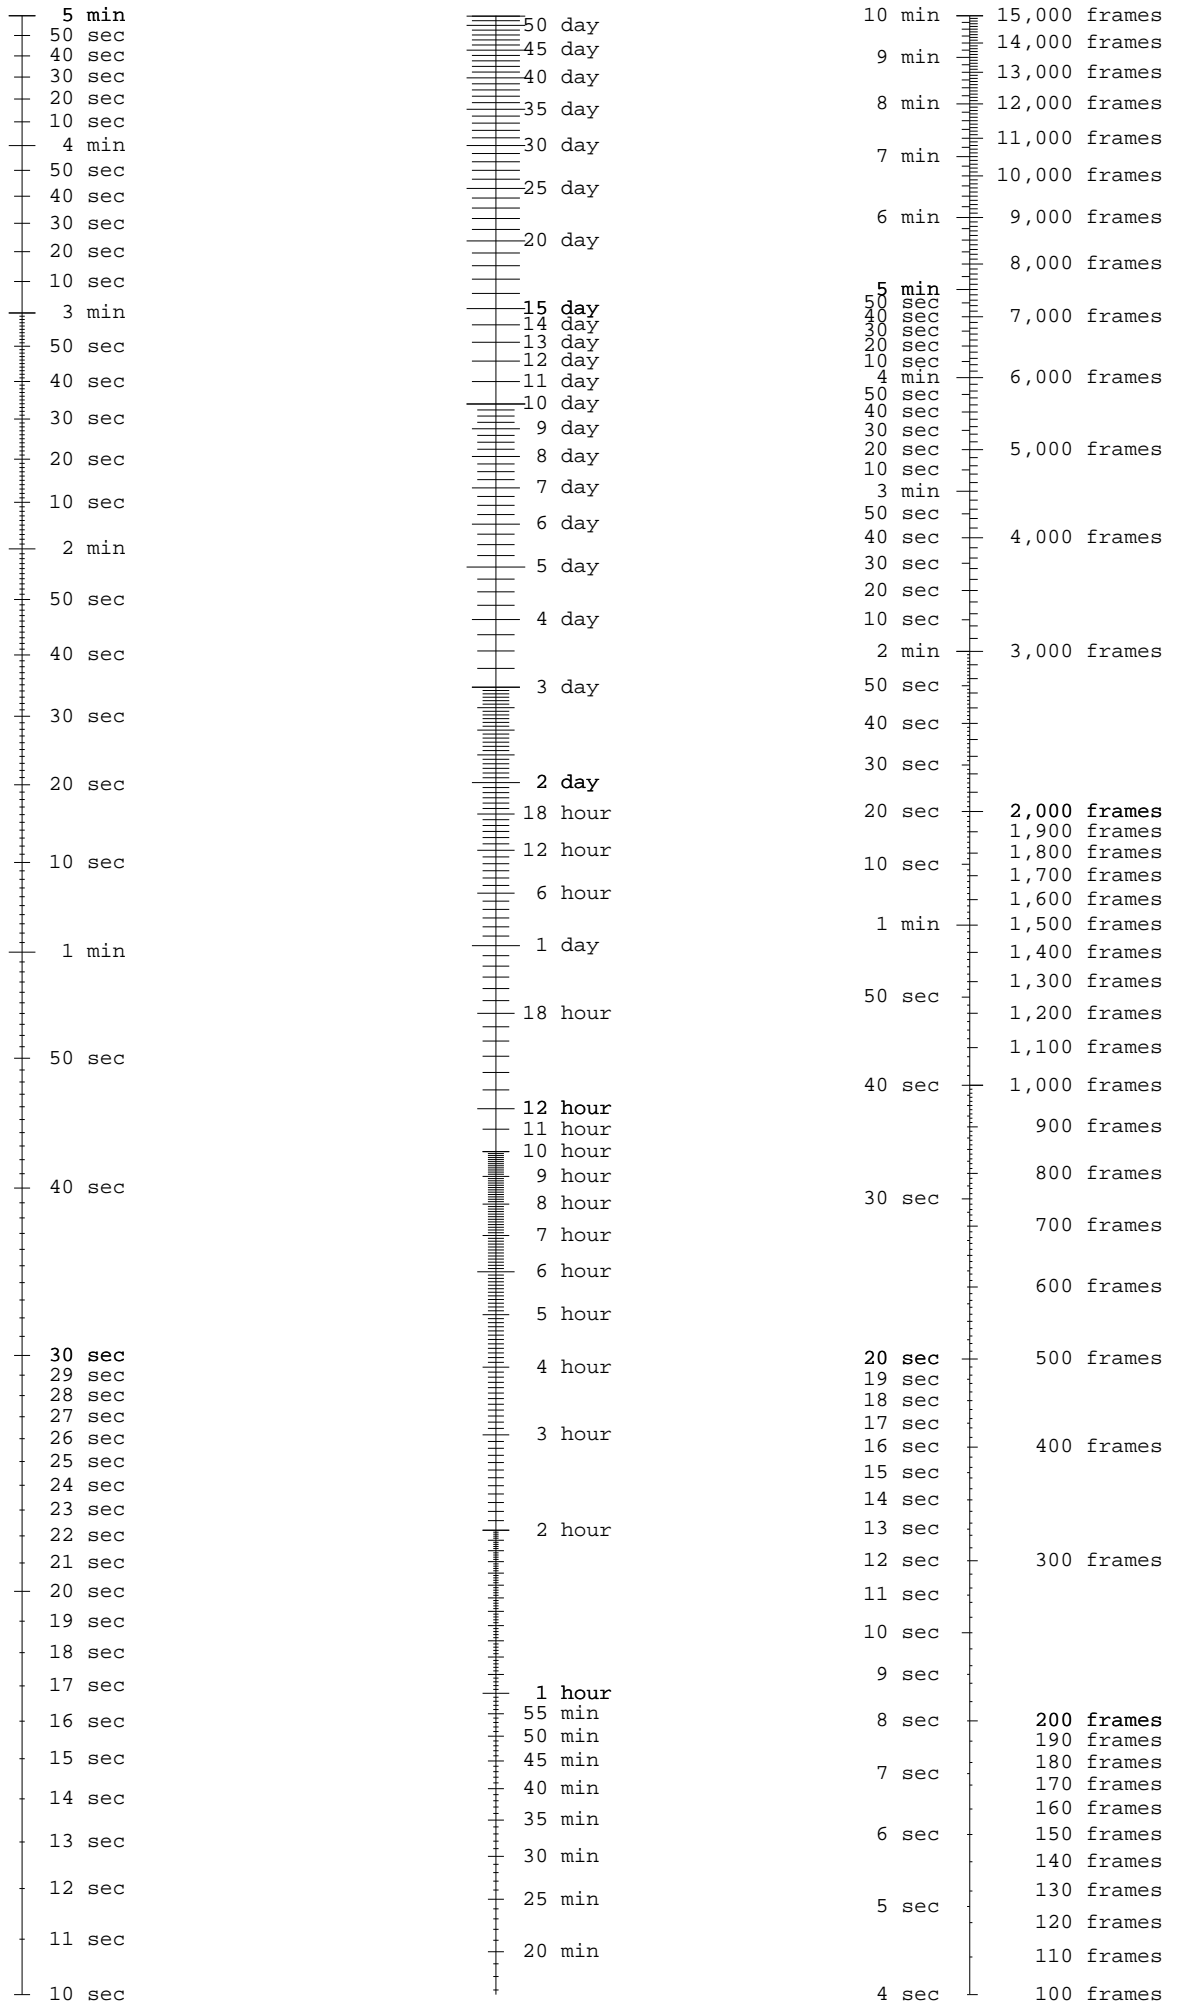 5 min
50 sec
40 sec
30 sec
20 sec
10 sec
4 min
50 sec
40 sec
30 sec
20 sec
10 sec
3 min
50 sec
40 sec
30 sec
20 sec
10 sec
2 min
50 sec
40 sec
30 sec
20 sec
10 sec
1 min
50 sec
40 sec
30 sec
29 sec
28 sec
27 sec
26 sec
25 sec
24 sec
23 sec
22 sec
21 sec
20 sec
19 sec
18 sec
17 sec
16 sec
15 sec
14 sec
13 sec
12 sec
11 sec
10 sec
50 day
45 day
40 day
35 day
30 day
25 day
20 day
15 day
14 day
13 day
12 day
11 day
10 day
9 day
8 day
7 day
6 day
5 day
4 day
3 day
2 day
18 hour
12 hour
6 hour
1 day
18 hour
12 hour
11 hour
10 hour
9 hour
8 hour
7 hour
6 hour
5 hour
4 hour
3 hour
2 hour
1 hour
55 min
50 min
45 min
40 min
35 min
30 min
25 min
20 min
10 min
9 min
8 min
7 min
6 min
5 min
50 sec
40 sec
30 sec
20 sec
10 sec
4 min
50 sec
40 sec
30 sec
20 sec
10 sec
3 min
50 sec
40 sec
30 sec
20 sec
10 sec
2 min
50 sec
40 sec
30 sec
20 sec
10 sec
1 min
50 sec
40 sec
30 sec
20 sec
19 sec
18 sec
17 sec
16 sec
15 sec
14 sec
13 sec
12 sec
11 sec
10 sec
9 sec
8 sec
7 sec
6 sec
5 sec
4 sec
15,000 frames
14,000 frames
13,000 frames
12,000 frames
11,000 frames
10,000 frames
9,000 frames
8,000 frames
7,000 frames
6,000 frames
5,000 frames
4,000 frames
3,000 frames
2,000 frames
1,900 frames
1,800 frames
1,700 frames
1,600 frames
1,500 frames
1,400 frames
1,300 frames
1,200 frames
1,100 frames
1,000 frames
900 frames
800 frames
700 frames
600 frames
500 frames
400 frames
300 frames
200 frames
190 frames
180 frames
170 frames
160 frames
150 frames
140 frames
130 frames
120 frames
110 frames
100 frames